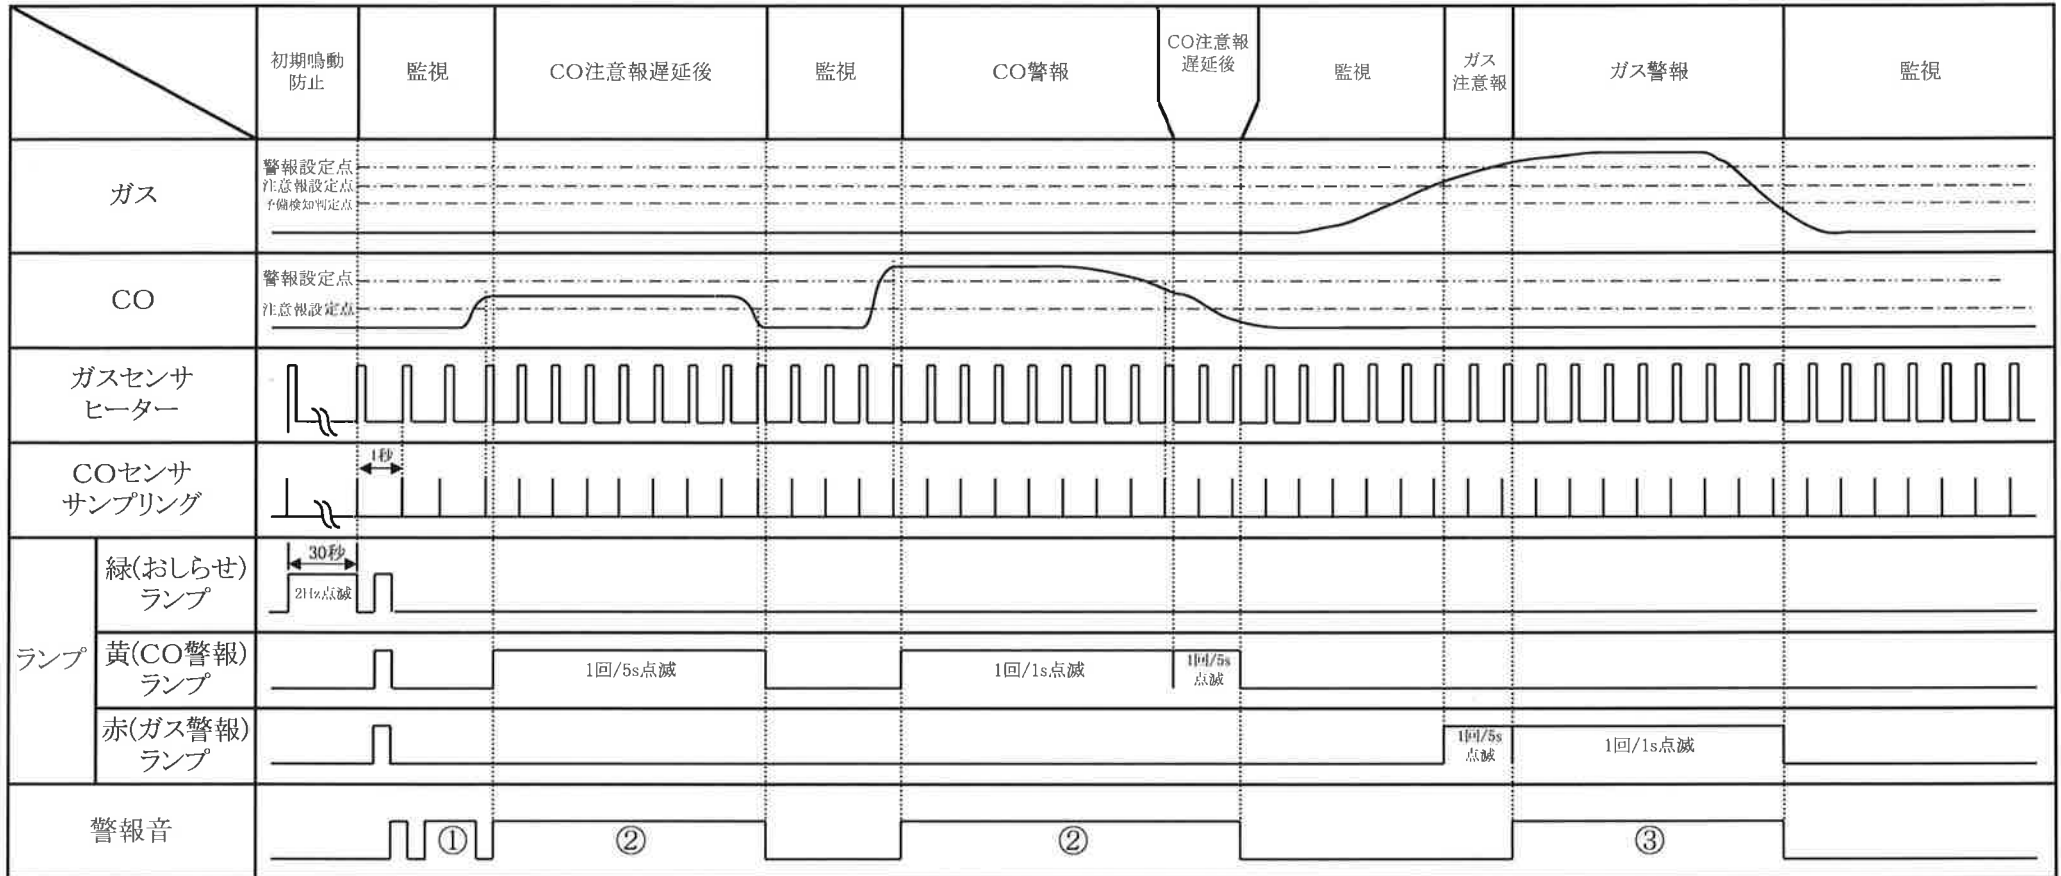 初期鳴動
防止
監視
CO注意報遅延後
監視
CO警報
CO注意報
遅延後
監視
ガス
注意報
ガス警報
監視
ガス
警報設定点
注意報設定点
予備検知判定点
CO
警報設定点
注意報設定点
ガスセンサ
ヒーター
COセンサ
サンプリング
1秒
ランプ
緑(おしらせ)
ランプ
30秒
2Hz点滅
黄(CO警報)
ランプ
1回/5s点滅
1回/1s点滅
1回/5s
点滅
赤(ガス警報)
ランプ
1回/5s
点滅
1回/1s点滅
警報音
①
②
②
③